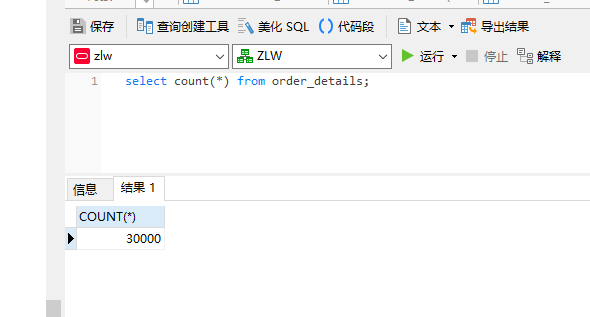 保存 查询创建工具 美化 SQL () 代码段 文本 导出结果
zlw ZLW 运行 停止 解释
1 select count(*) from order_details;
信息 结果 1
COUNT(*)
30000